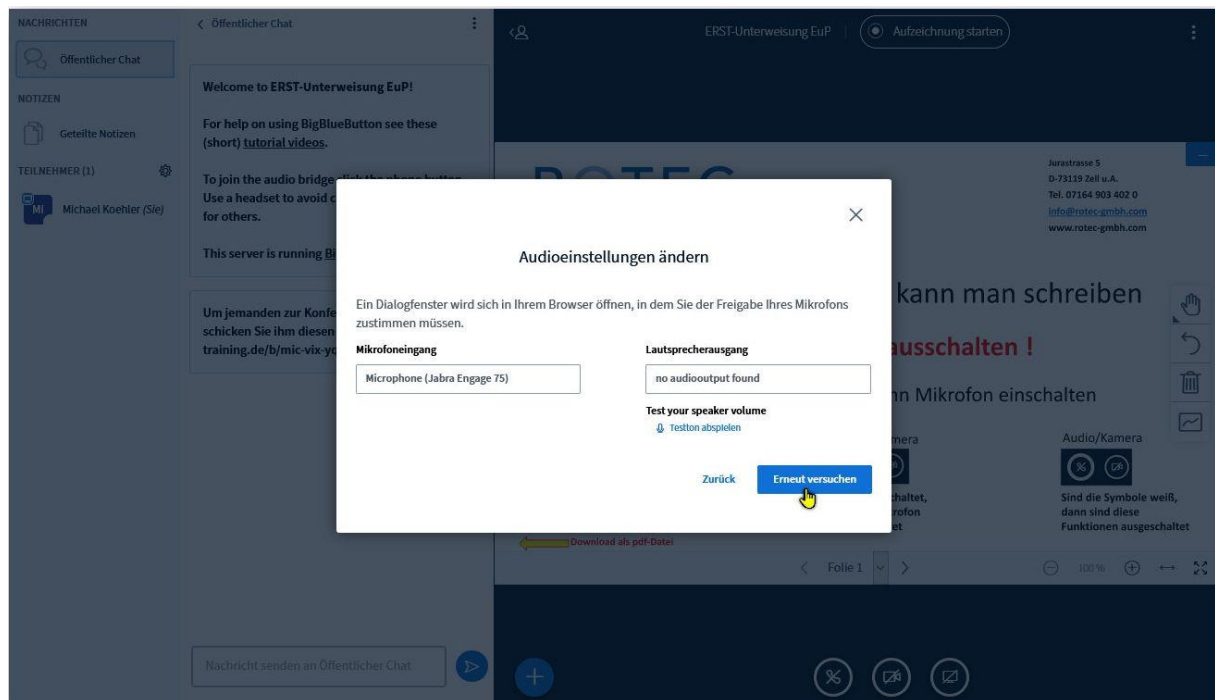 NACHRICHTEN
Öffentlicher Chat
NOTIZEN
Geteilte Notizen
TEILNEHMER (1)
Mi
Michael Koehler (Sie)
Öffentlicher Chat
Welcome to ERST-Unterweisung EuP!
For help on using BigBlueButton see these
(short) tutorial videos.
To join the audio bridge click the phone button.
Use a headset to avoid
for others.
This server is running
Um jemanden zur
schicken Sie ihm diesen
training.de/b/mic-vix-
Nachricht senden an Öffentlicher Chat
ERST-Unterweisung EuP
Aufzeichnung starten
ROTEC
Jurastrasse 5
D-73119 Zell u.A.
Tel. 07164 903 402 0
info@rotec-gmbh.com
www.rotec-gmbh.com
kann man schreiben
ausschalten !
Mikrofon einschalten
Audio/Kamera
Sind die Symbole weiß,
dann sind diese
Funktionen ausgeschaltet
Download als pdf-Datei
Folie 1
100 %
Audioeinstellungen ändern
Ein Dialogfenster wird sich in Ihrem Browser öffnen, in dem Sie der Freigabe Ihres Mikrofons
zustimmen müssen.
Mikrofoneingang
Microphone (Jabra Engage 75)
Lautsprecherausgang
no audiooutput found
Test your speaker volume
Testton abspielen
Zurück
Erneut versuchen